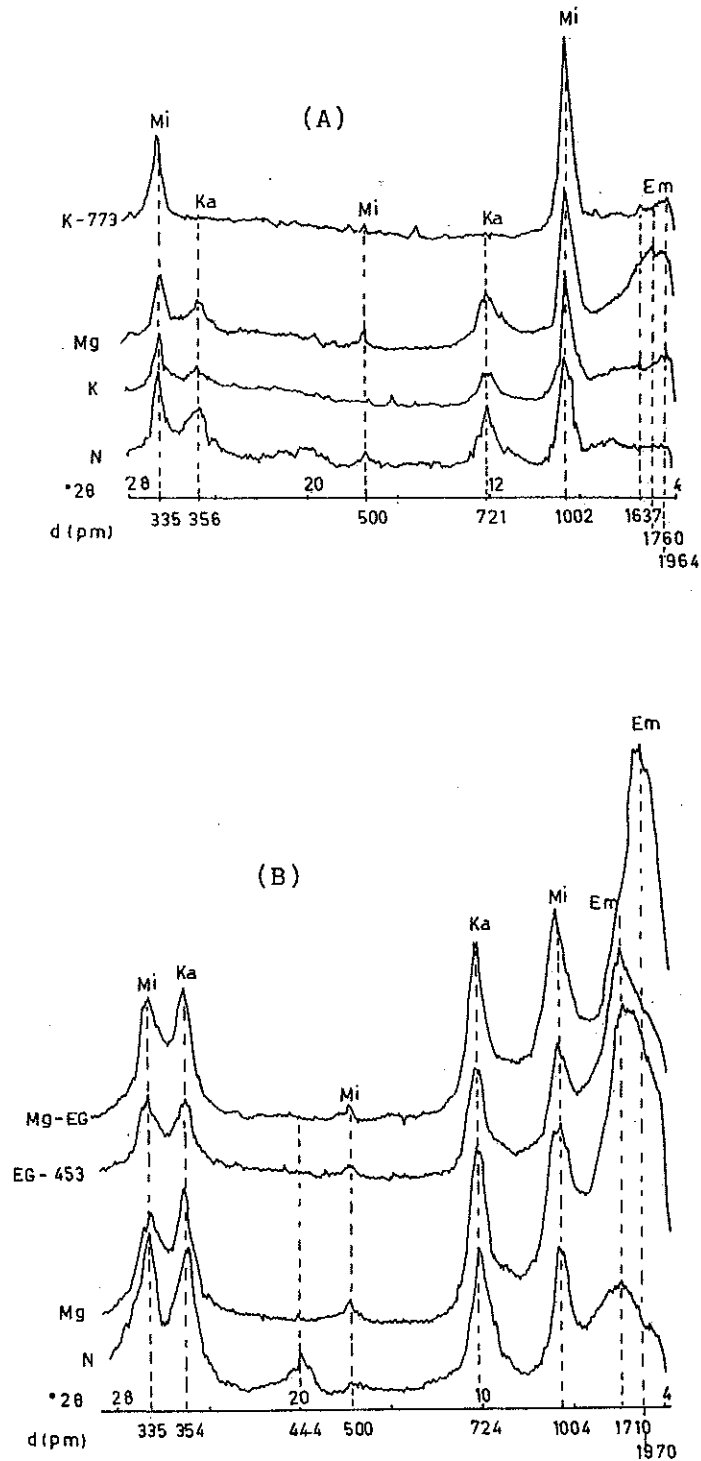 Mi
(A)
Mi
Ka
Mi
Ka
Em
K-773
Mg
K
N
°2θ 28 20 12 4
d(pm) 335 356 500 721 1002 1637
1760
1964
Em
(B)
Ka
Mi
Em
Mi
Ka
Mi
Mg-EG
EG-453
Mg
N
°2θ 28 20 10 4
d(pm) 335 354 444 500 724 1004 1710
1970